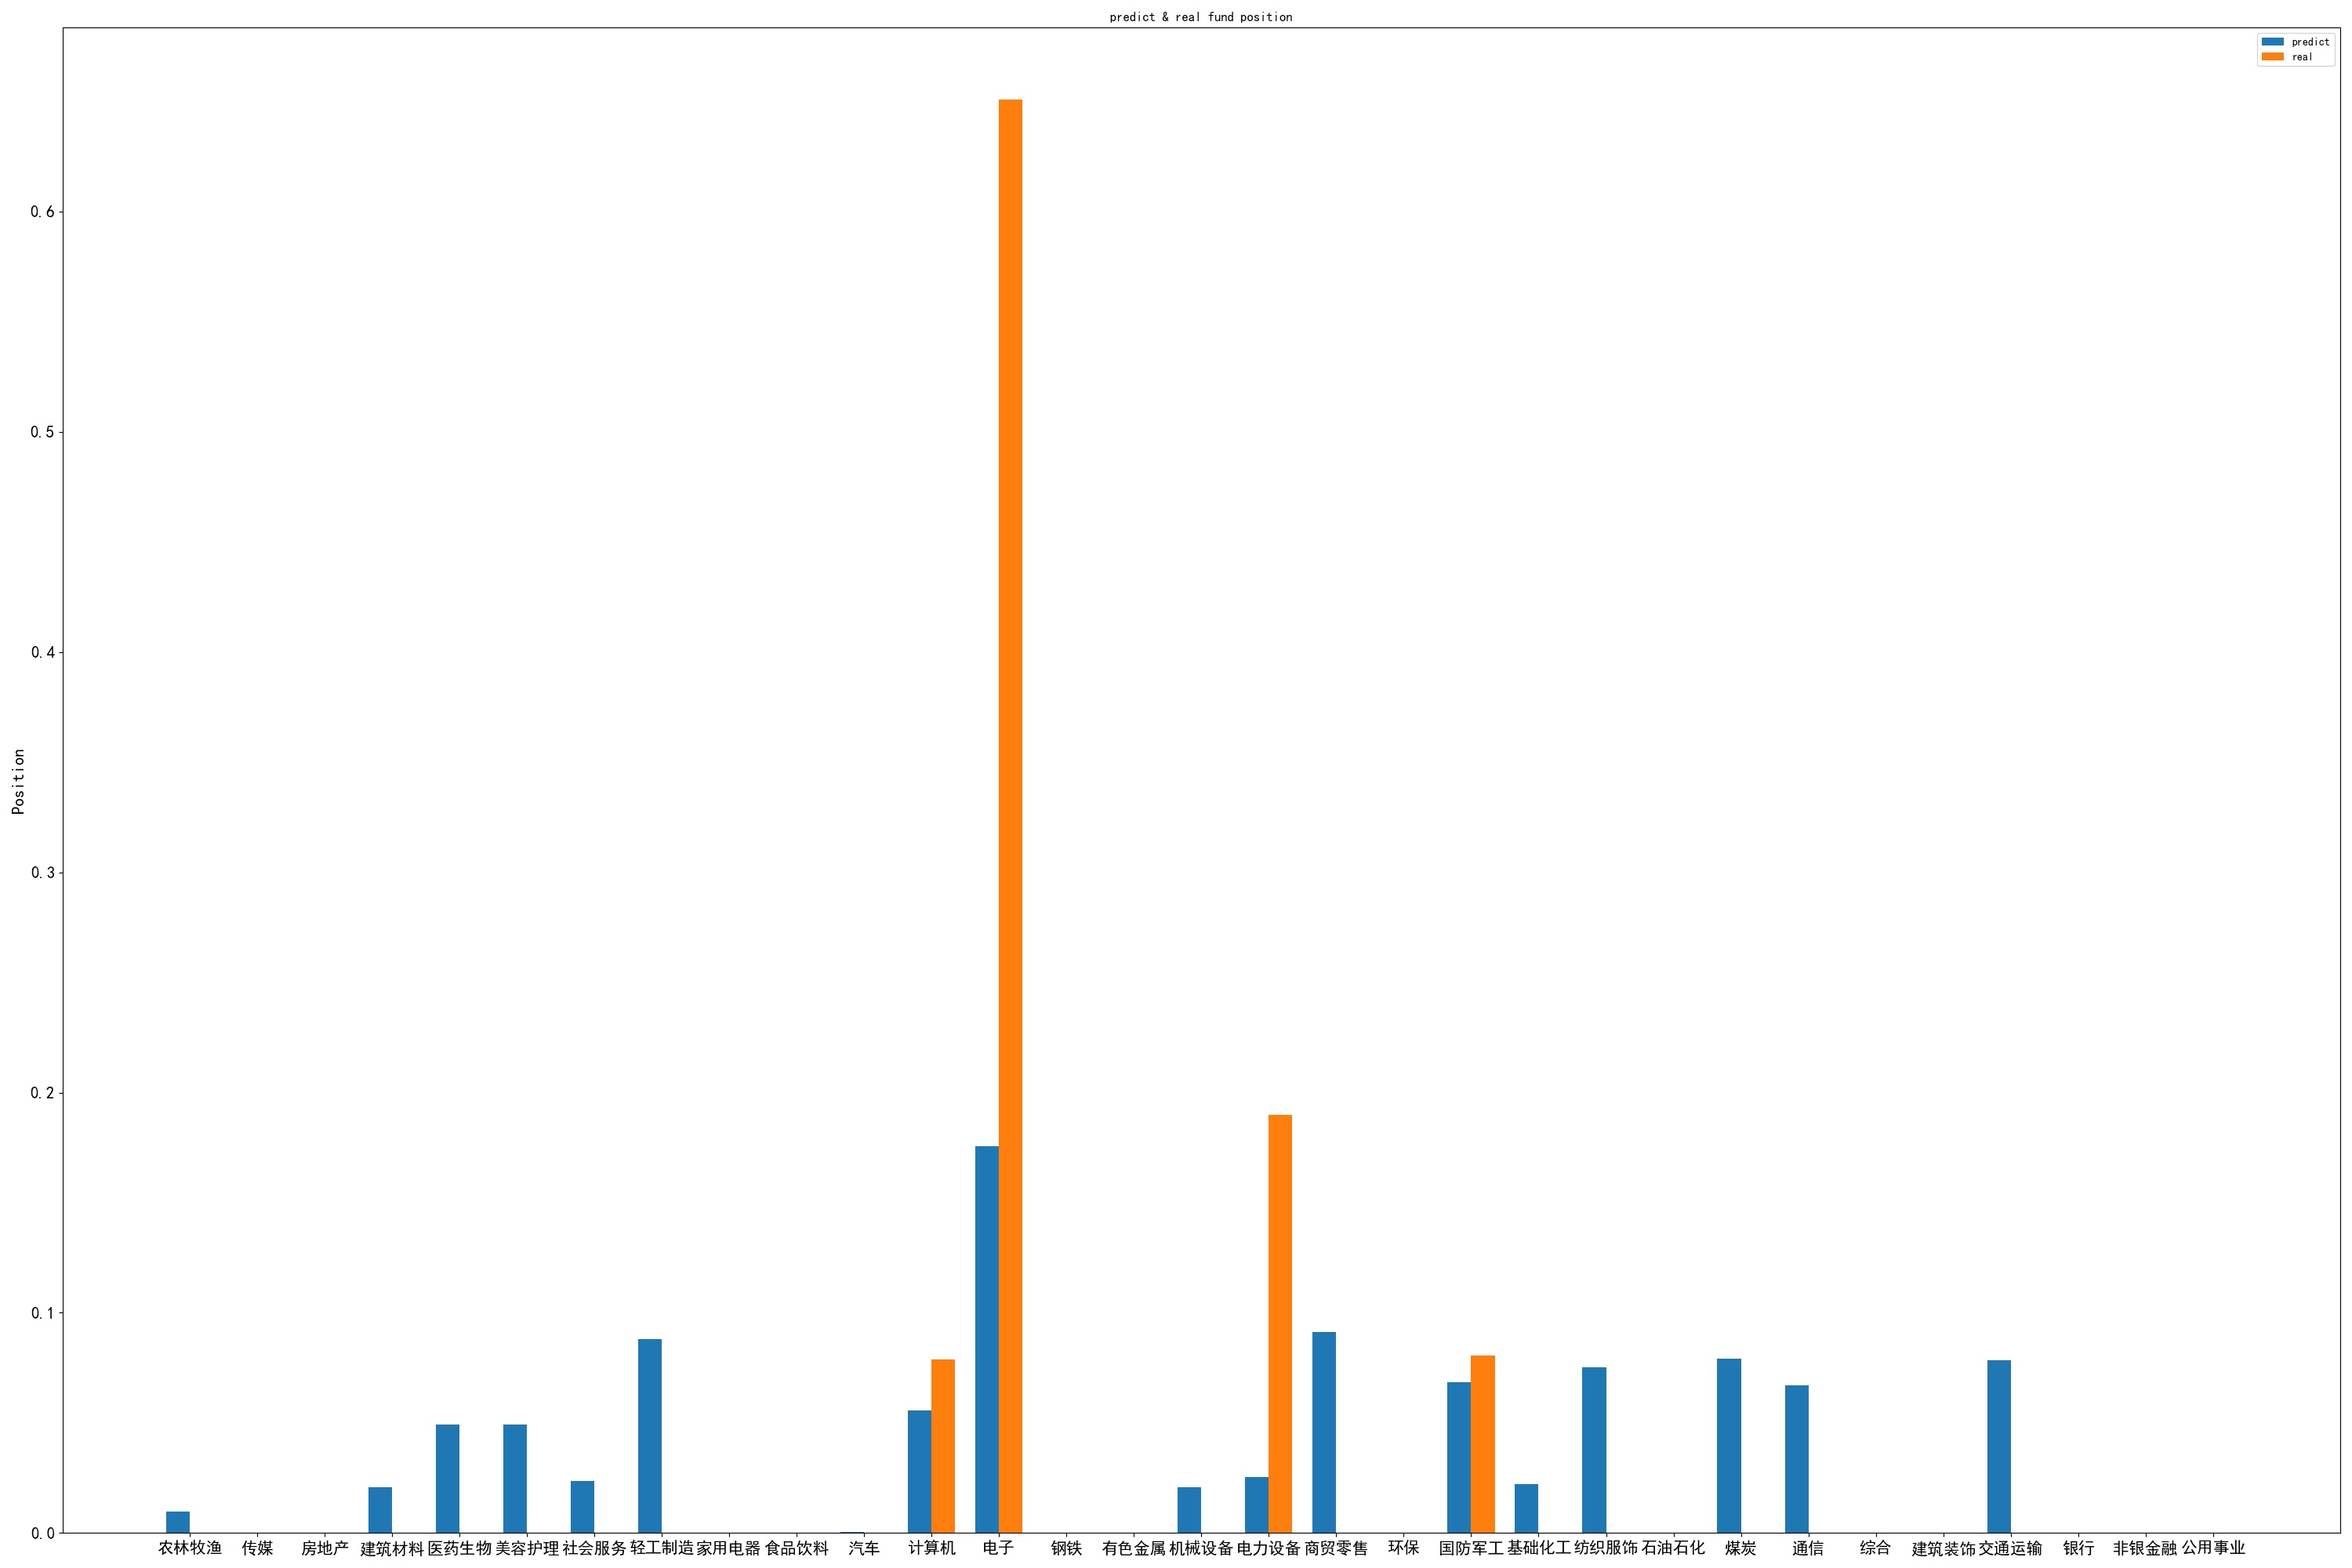 predict & real fund position
predict
real
Position
0.6
0.5
0.4
0.3
0.2
0.1
0.0
农林牧渔 传媒 房地产 建筑材料 医药生物 美容护理 社会服务 轻工制造 家用电器 食品饮料 汽车 计算机 电子 钢铁 有色金属 机械设备 电力设备 商贸零售 环保 国防军工 基础化工 纺织服饰 石油石化 煤炭 通信 综合 建筑装饰 交通运输 银行 非银金融 公用事业